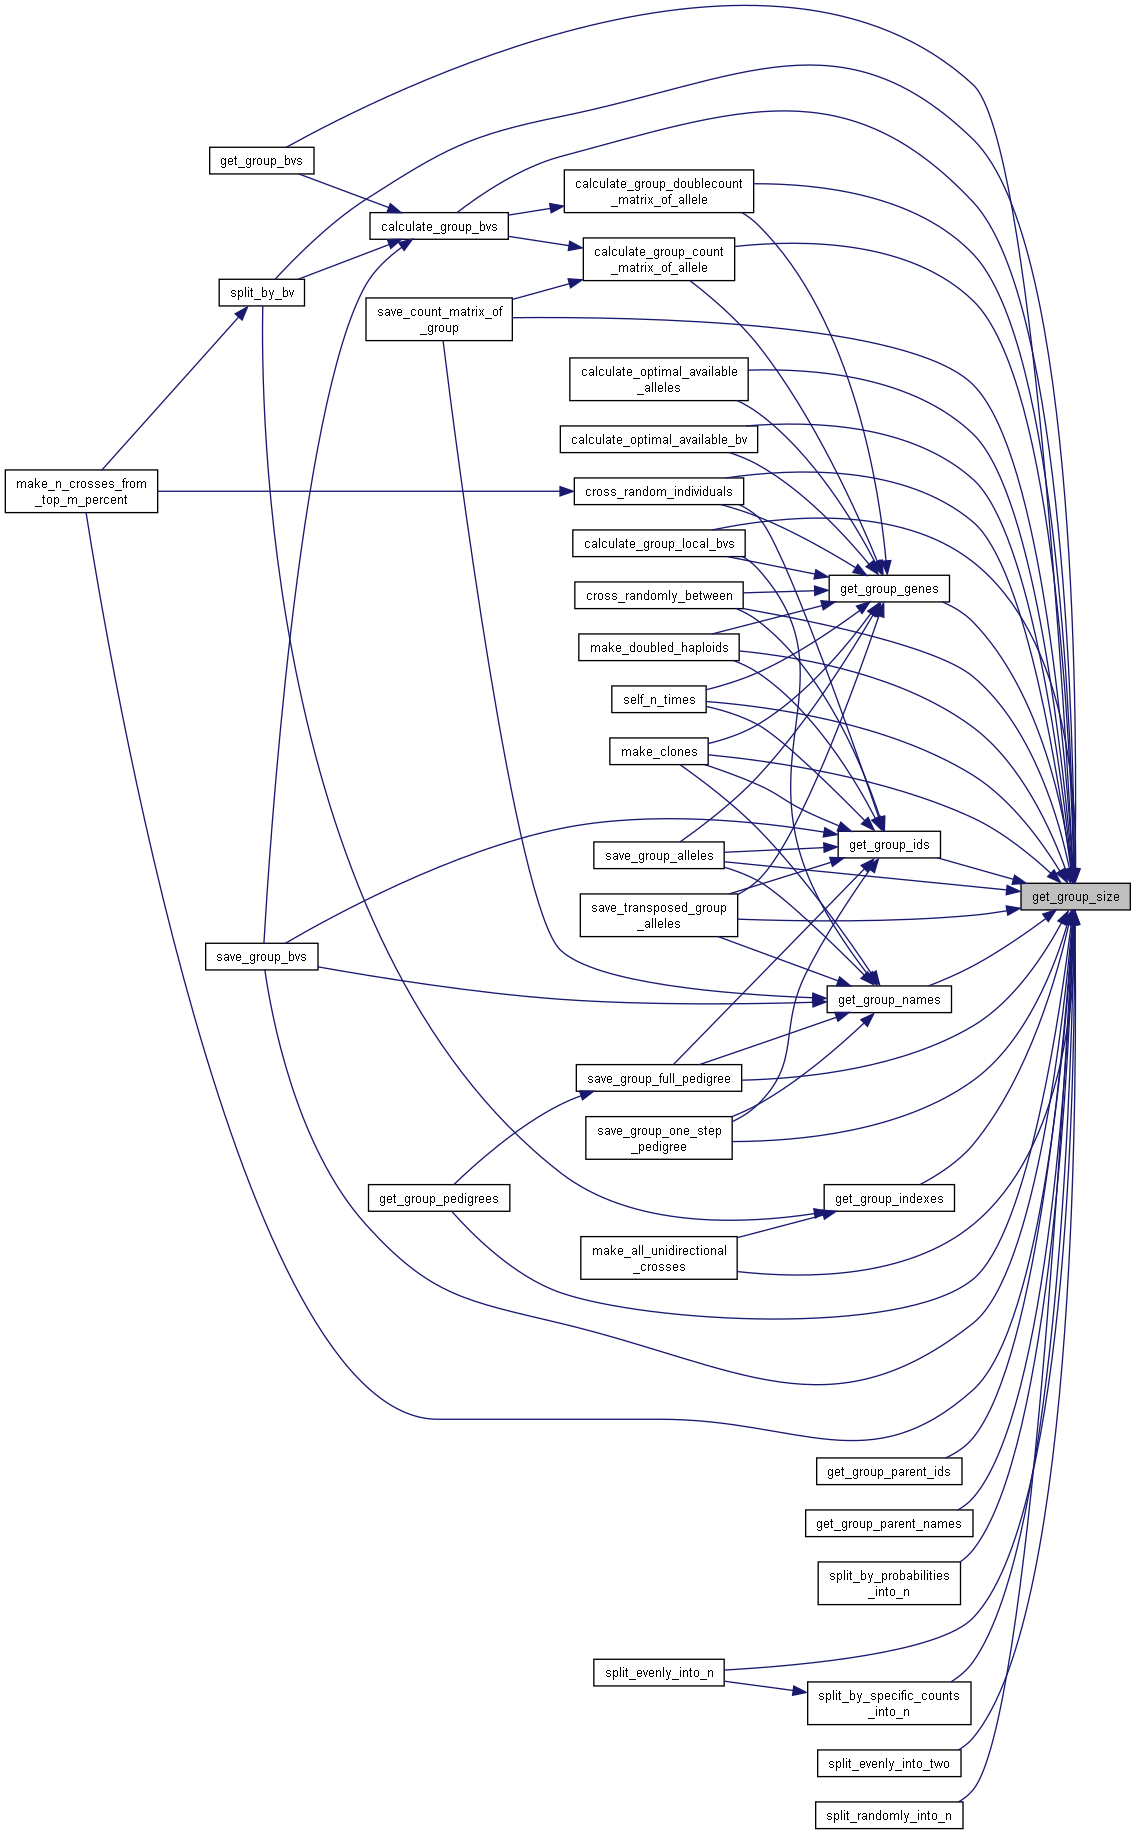 get_group_bvs
calculate_group_doublecount
_matrix_of_allele
calculate_group_bvs
calculate_group_count
_matrix_of_allele
split_by_bv
save_count_matrix_of
_group
calculate_optimal_available
_alleles
calculate_optimal_available_bv
make_n_crosses_from
_top_m_percent
cross_random_individuals
calculate_group_local_bvs
get_group_genes
cross_randomly_between
make_doubled_haploids
self_n_times
make_clones
get_group_ids
save_group_alleles
get_group_size
save_transposed_group
_alleles
save_group_bvs
get_group_names
save_group_full_pedigree
save_group_one_step
_pedigree
get_group_pedigrees
get_group_indexes
make_all_unidirectional
_crosses
get_group_parent_ids
get_group_parent_names
split_by_probabilities
_into_n
split_evenly_into_n
split_by_specific_counts
_into_n
split_evenly_into_two
split_randomly_into_n